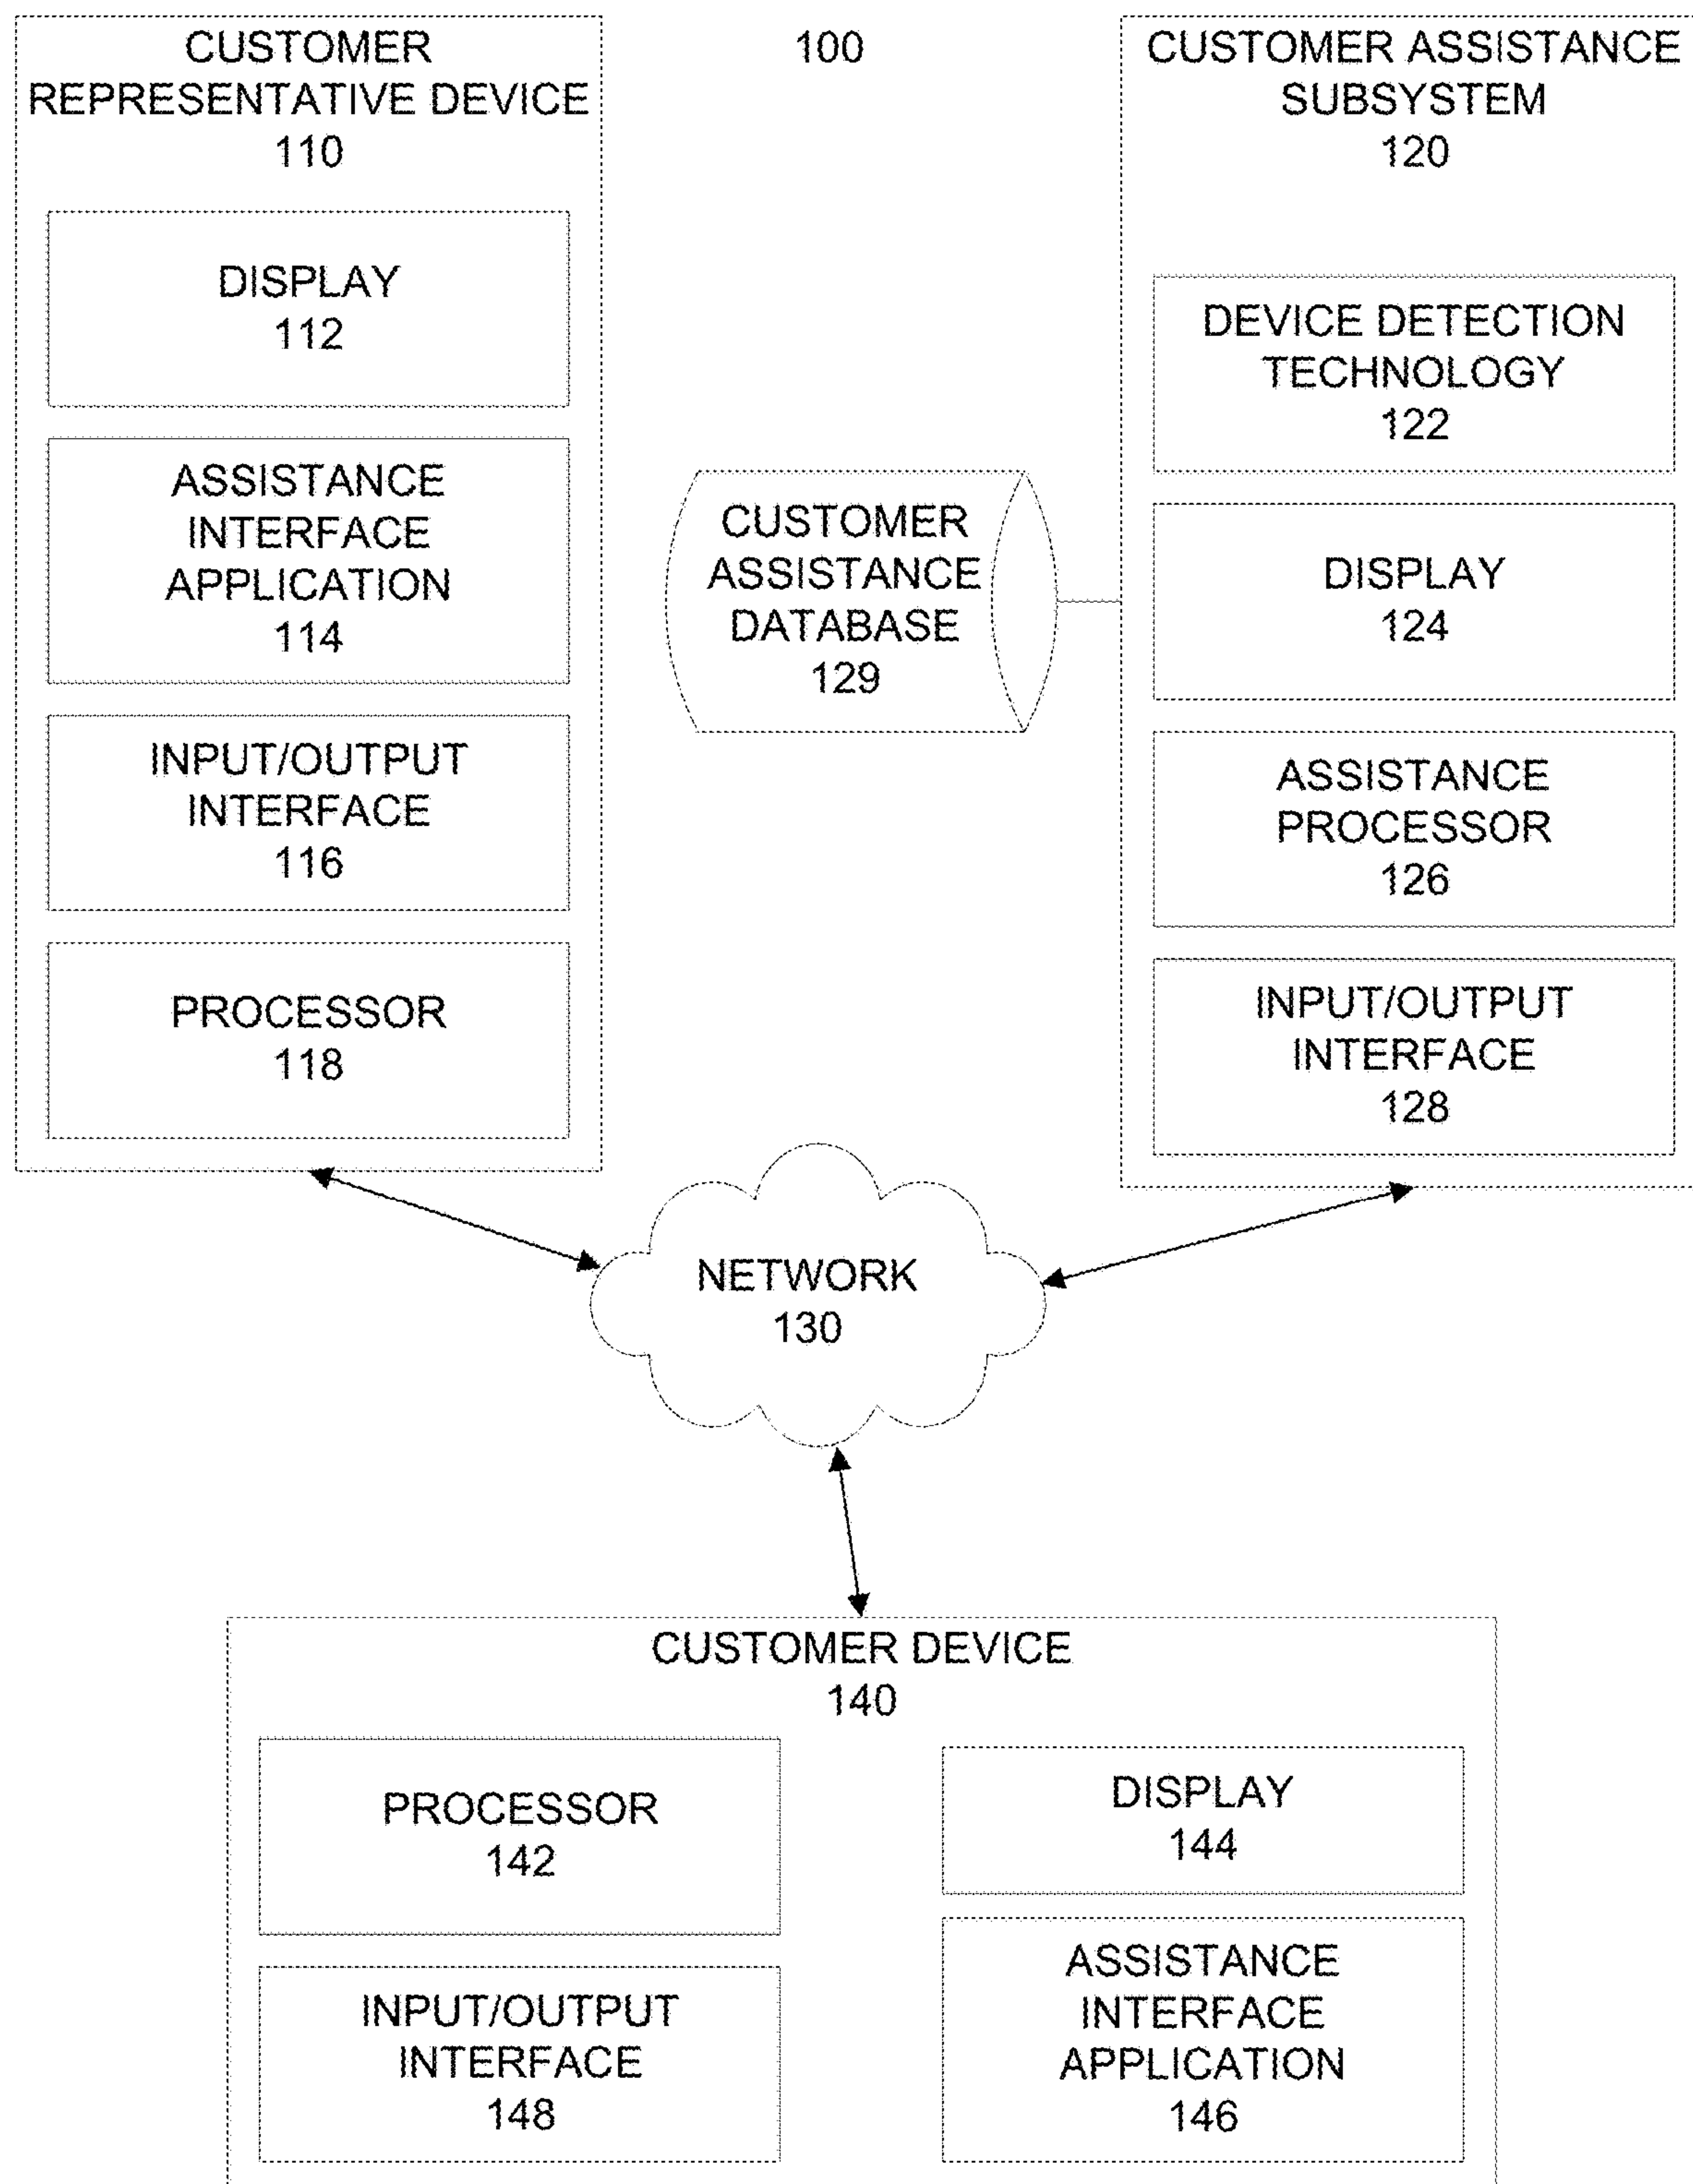 CUSTOMER
REPRESENTATIVE DEVICE
110
DISPLAY
112
ASSISTANCE
INTERFACE
APPLICATION
114
INPUT/OUTPUT
INTERFACE
116
PROCESSOR
118
100
CUSTOMER
ASSISTANCE
DATABASE
129
CUSTOMER ASSISTANCE
SUBSYSTEM
120
DEVICE DETECTION
TECHNOLOGY
122
DISPLAY
124
ASSISTANCE
PROCESSOR
126
INPUT/OUTPUT
INTERFACE
128
NETWORK
130
CUSTOMER DEVICE
140
PROCESSOR
142
DISPLAY
144
INPUT/OUTPUT
INTERFACE
148
ASSISTANCE
INTERFACE
APPLICATION
146